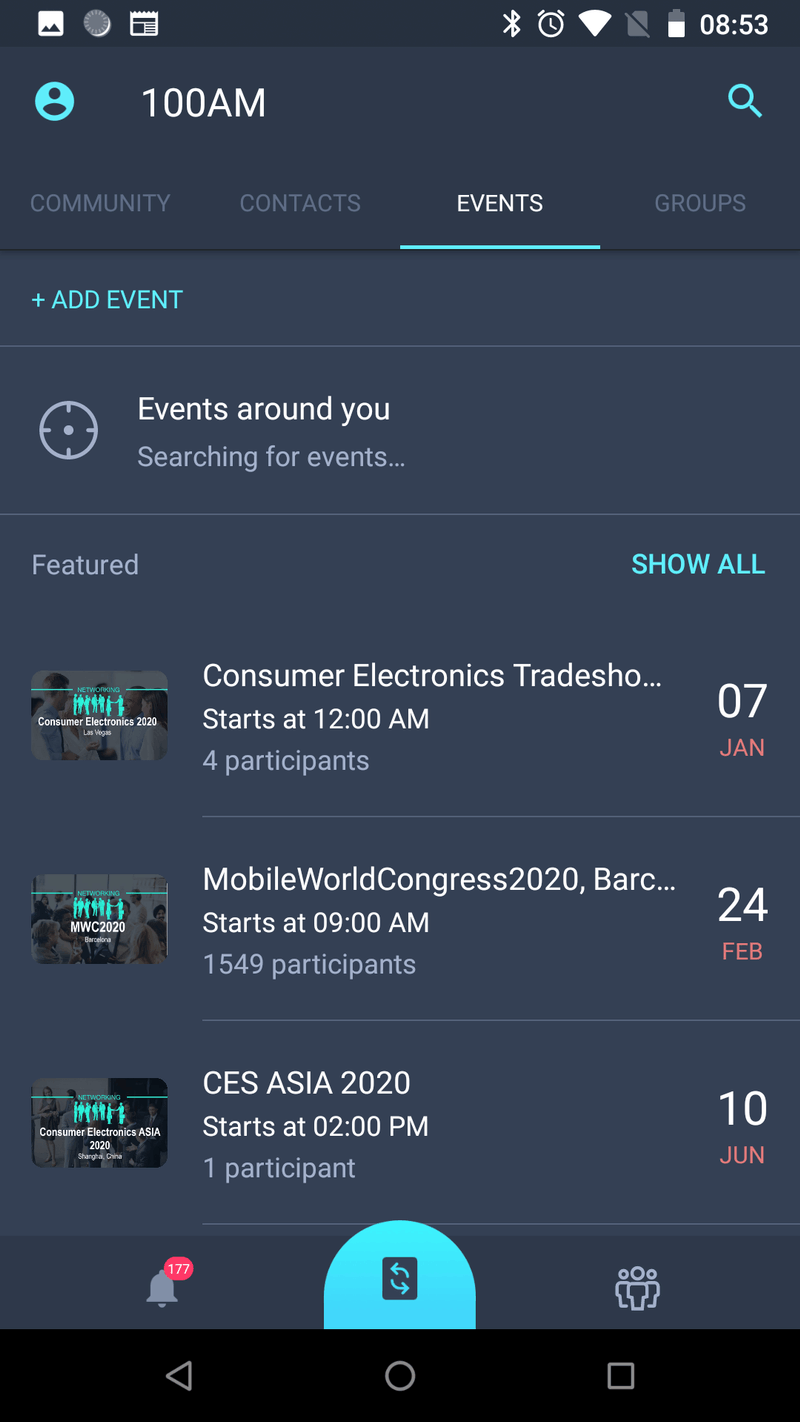 08:53
100AM
COMMUNITY CONTACTS EVENTS GROUPS
+ ADD EVENT
Events around you
Searching for events…
Featured SHOW ALL
NETWORKING
Consumer Electronics 2020
Las Vegas
Consumer Electronics Tradesho…
Starts at 12:00 AM
4 participants
07
JAN
NETWORKING
MWC2020
Barcelona
MobileWorldCongress2020, Barc…
Starts at 09:00 AM
1549 participants
24
FEB
NETWORKING
Consumer Electronics ASIA
2020
Shanghai, China
CES ASIA 2020
Starts at 02:00 PM
1 participant
10
JUN
177